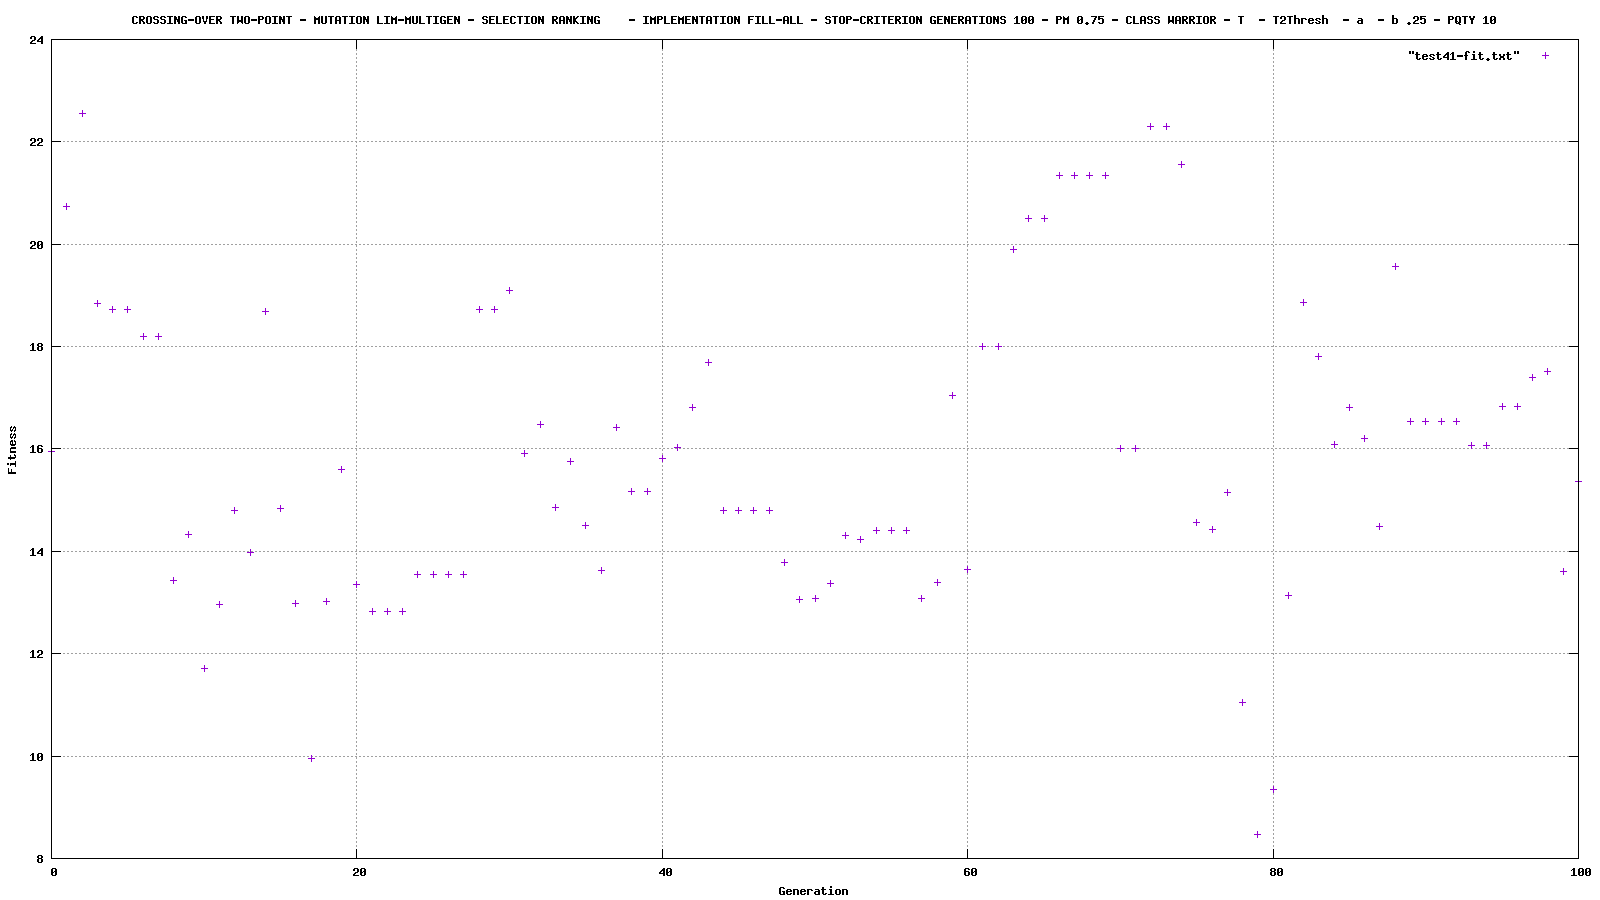 CROSSING-OVER TWO-POINT - MUTATION LIM-MULTIGEN - SELECTION RANKING    - IMPLEMENTATION FILL-ALL - STOP-CRITERION GENERATIONS 100 - PM 0.75 - CLASS WARRIOR - T  - T2Thresh  - a  - b .25 - PQTY 10
"test41-fit.txt"
24
22
20
18
16
14
12
10
8
Fitness
0 20 40 60 80 100
Generation